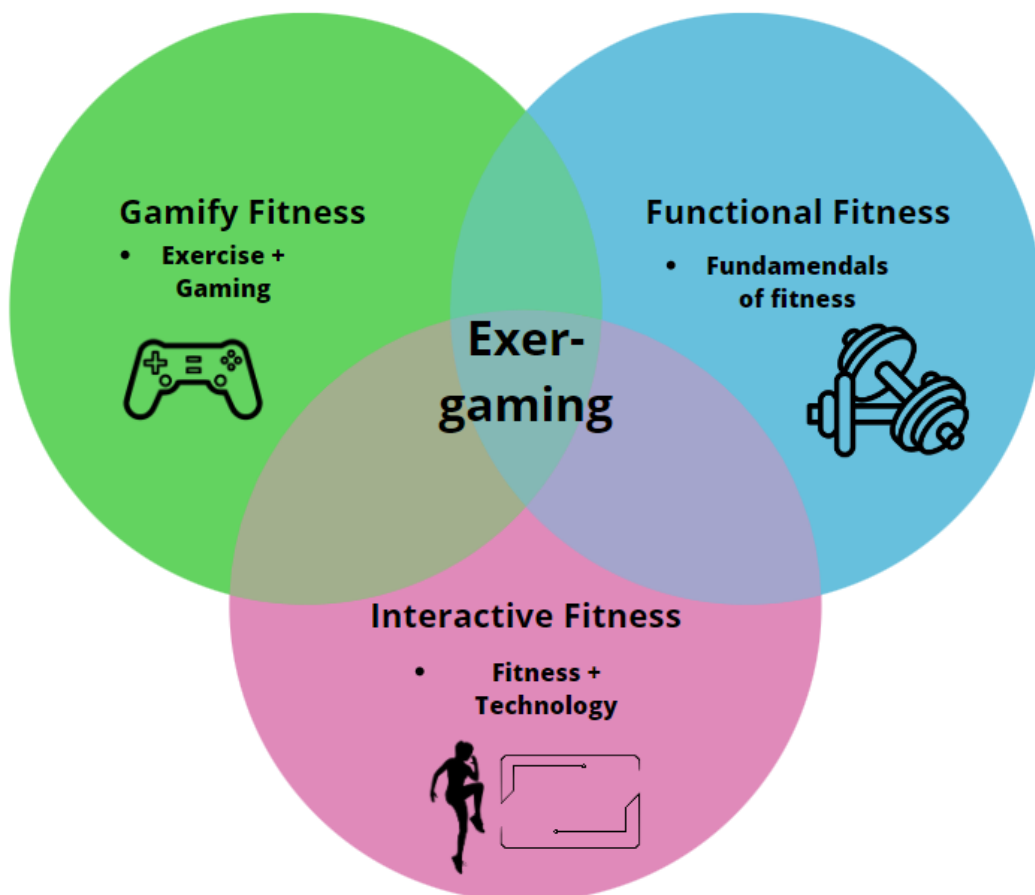 Gamify Fitness
• Exercise +
Gaming
Functional Fitness
• Fundamendals
of fitness
Exer-
gaming
Interactive Fitness
• Fitness +
Technology